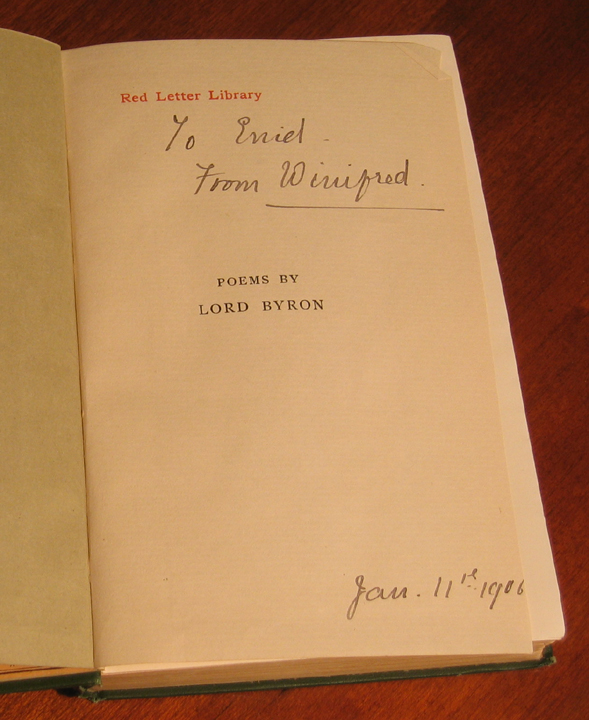 Red Letter Library
To Enid -
From Winifred.
POEMS BY
LORD BYRON
Jan. 11th 1906